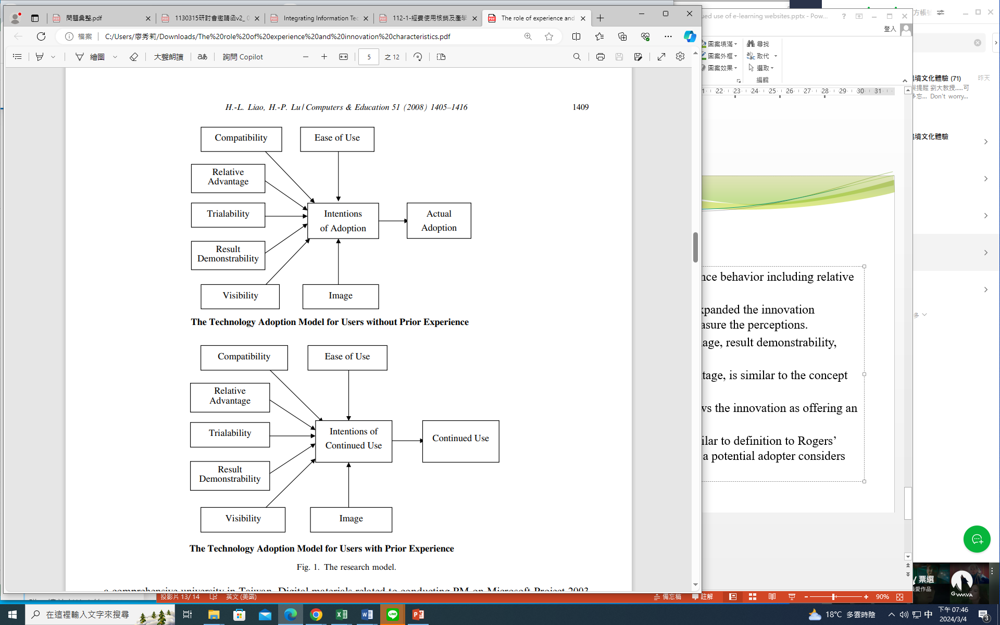 問題彙整.pdf
1130315研討會邀請函v2_
Integrating Information Tec
112-1-經費使用核銷及產學
The role of experience and
ued use of e-learning websites.pptx - Pow...
登入
檔案
C:/Users/廖秀莉/Downloads/The%20role%20of%20experience%20and%20innovation%20characteristics.pdf
繪圖
大聲朗讀
aあ
詢問 Copilot
5
之 12
圖案填滿
圖案外框
圖案效果
尋找
取代
選取
編輯
22 23 24 25 26 27 28 29 30 31
境文化體驗 (71)
昨天
提醒 劉大教授.....可
多忘... Don't worry...
境文化體驗
多
H.-L. Liao, H.-P. Lu / Computers & Education 51 (2008) 1405–1416
1409
Compatibility
Ease of Use
Relative
Advantage
Trialability
Intentions
of Adoption
Actual
Adoption
Result
Demonstrability
Visibility
Image
The Technology Adoption Model for Users without Prior Experience
Compatibility
Ease of Use
Relative
Advantage
Trialability
Intentions of
Continued Use
Continued Use
Result
Demonstrability
Visibility
Image
The Technology Adoption Model for Users with Prior Experience
Fig. 1. The research model.
a comprehensive university in Taiwan. Digital materials related to conducting PM on Microsoft Project 2003
nce behavior including relative
xpanded the innovation
asure the perceptions.
age, result demonstrability,
tage, is similar to the concept
ws the innovation as offering an
ilar to definition to Rogers'
a potential adopter considers
票選
最愛作品
GWAVA
投影片 13/ 14
英文 (美國)
備忘稿
註解
90%
在這裡輸入文字來搜尋
LINE
18°C 多雲時陰
中
下午 07:46
2024/3/4
3